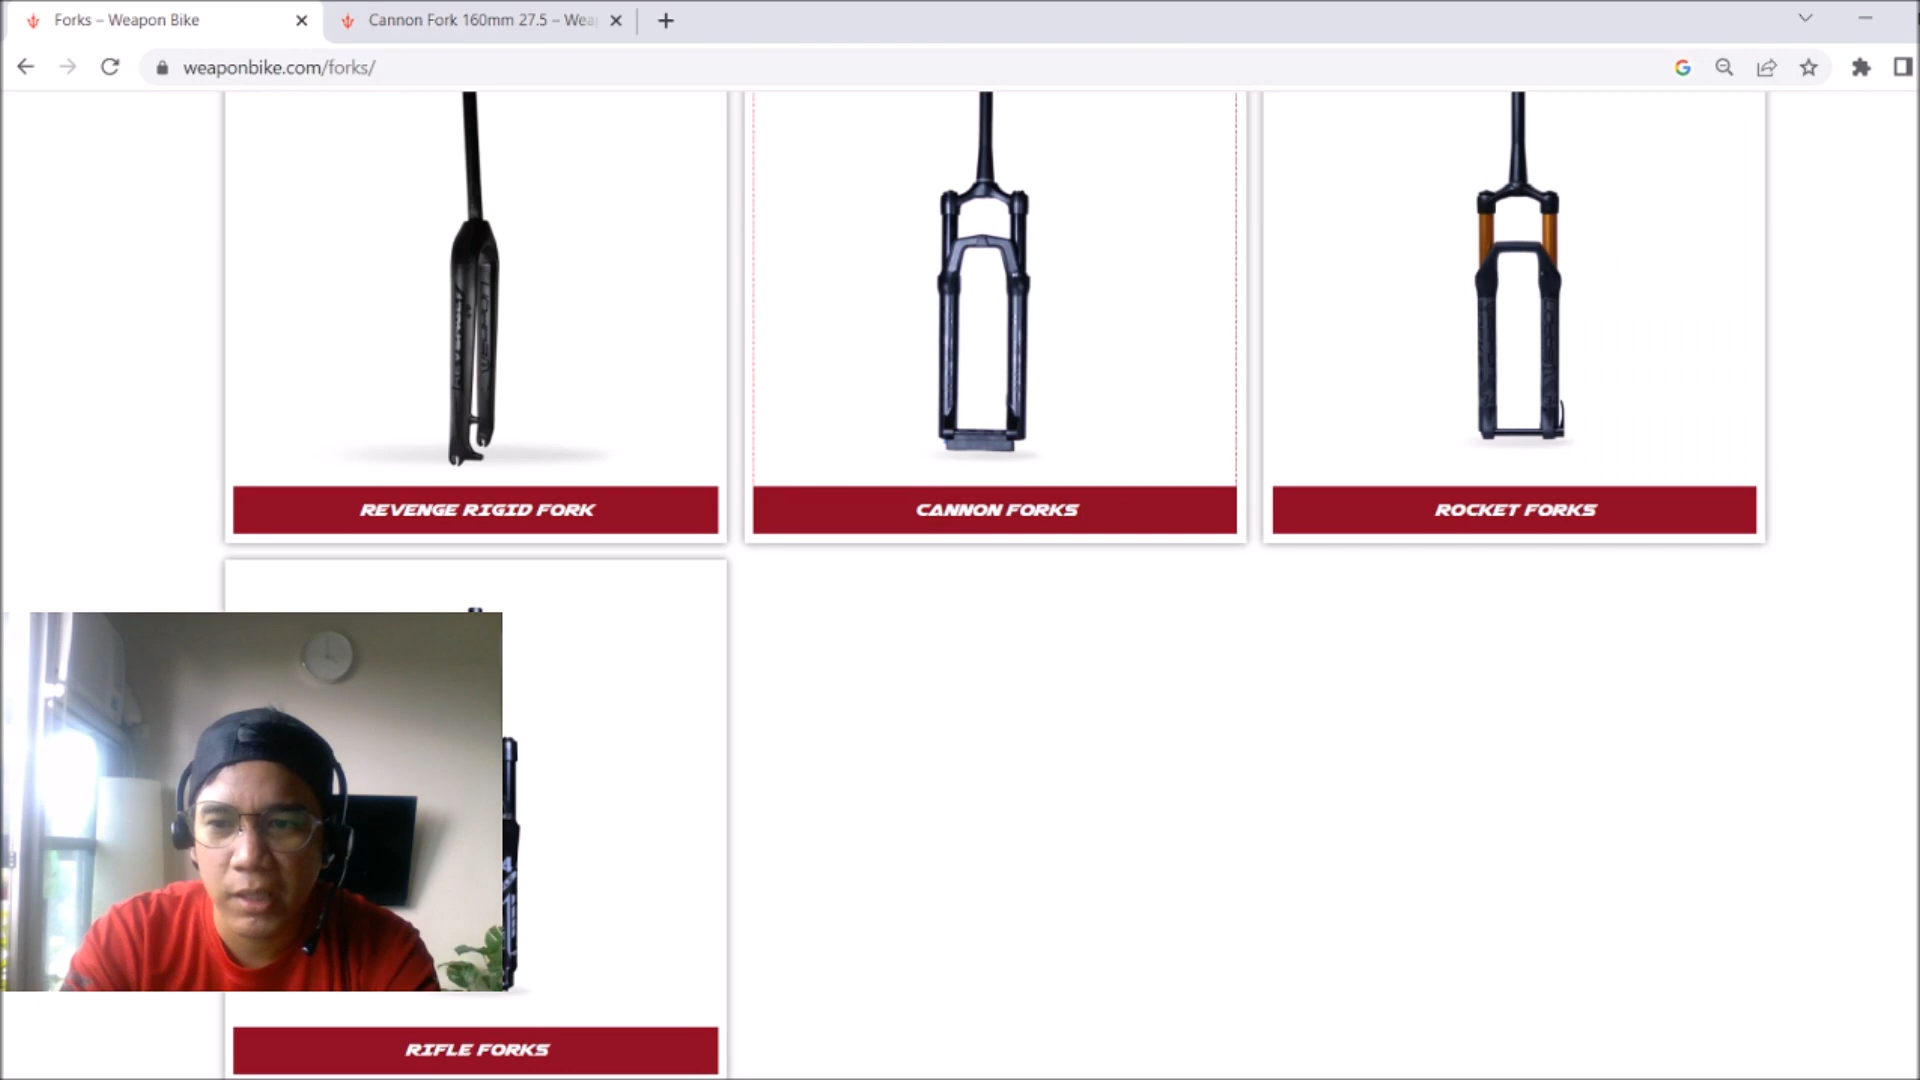 Forks – Weapon Bike
Cannon Fork 160mm 27.5 – Wea
weaponbike.com/forks/
REVENGE RIGID FORK
CANNON FORKS
ROCKET FORKS
RIFLE FORKS